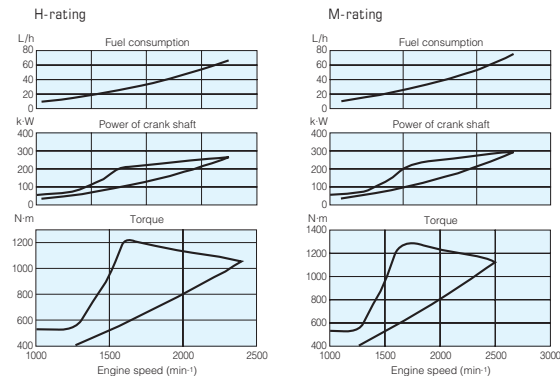 H-rating
L/h
Fuel consumption
80
60
40
20
0
k·W
Power of crank shaft
400
300
200
100
0
N·m
Torque
1200
1000
800
600
400
1000
1500
2000
2500
Engine speed (min-1)
M-rating
L/h
Fuel consumption
80
60
40
20
0
k·W
Power of crank shaft
400
300
200
100
0
N·m
Torque
1400
1200
1000
800
600
400
1000
1500
2000
2500
3000
Engine speed (min-1)